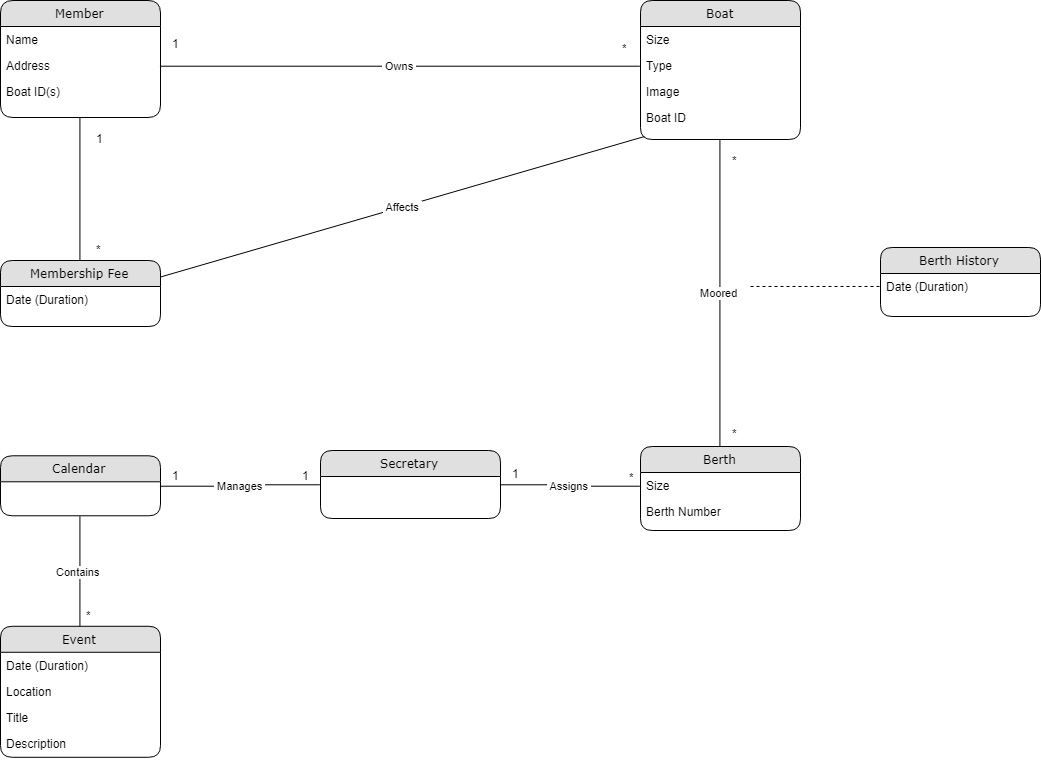 Member
Name
Address
Boat ID(s)
1
Owns
*
Boat
Size
Type
Image
Boat ID
1
*
Affects
*
Membership Fee
Date (Duration)
Moored
Berth History
Date (Duration)
*
Calendar
1
Manages
1
Secretary
1
Assigns
*
Berth
Size
Berth Number
Contains
*
Event
Date (Duration)
Location
Title
Description